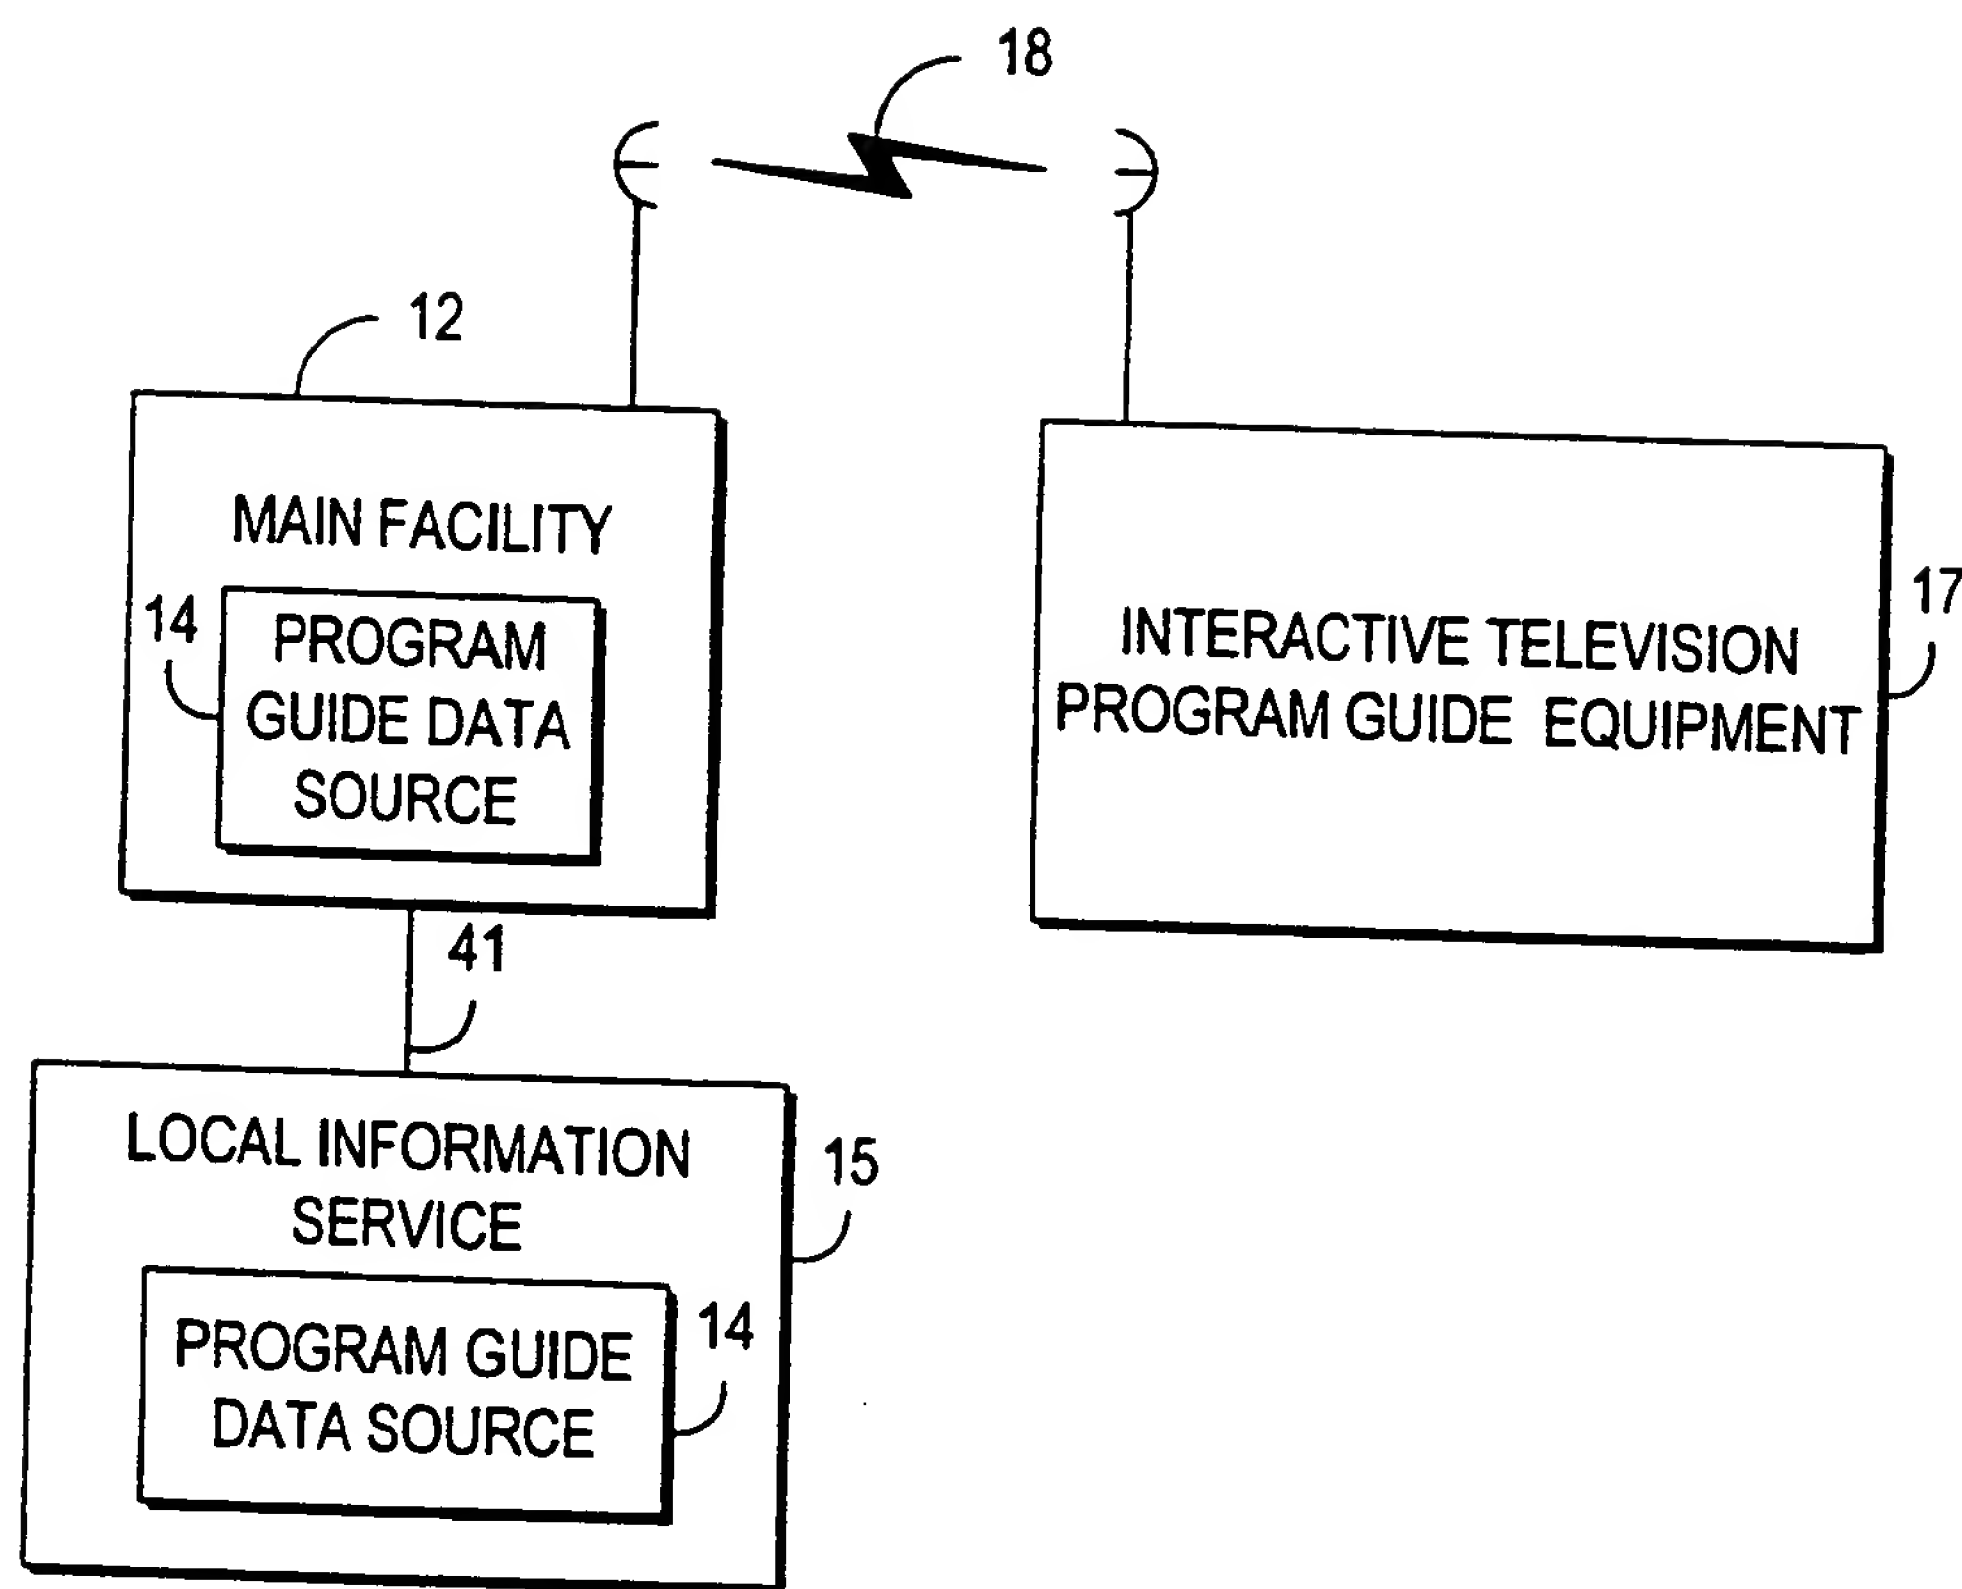 18
12
MAIN FACILITY
14
PROGRAM
GUIDE DATA
SOURCE
INTERACTIVE TELEVISION
PROGRAM GUIDE EQUIPMENT
17
41
LOCAL INFORMATION
SERVICE
15
PROGRAM GUIDE
DATA SOURCE
14